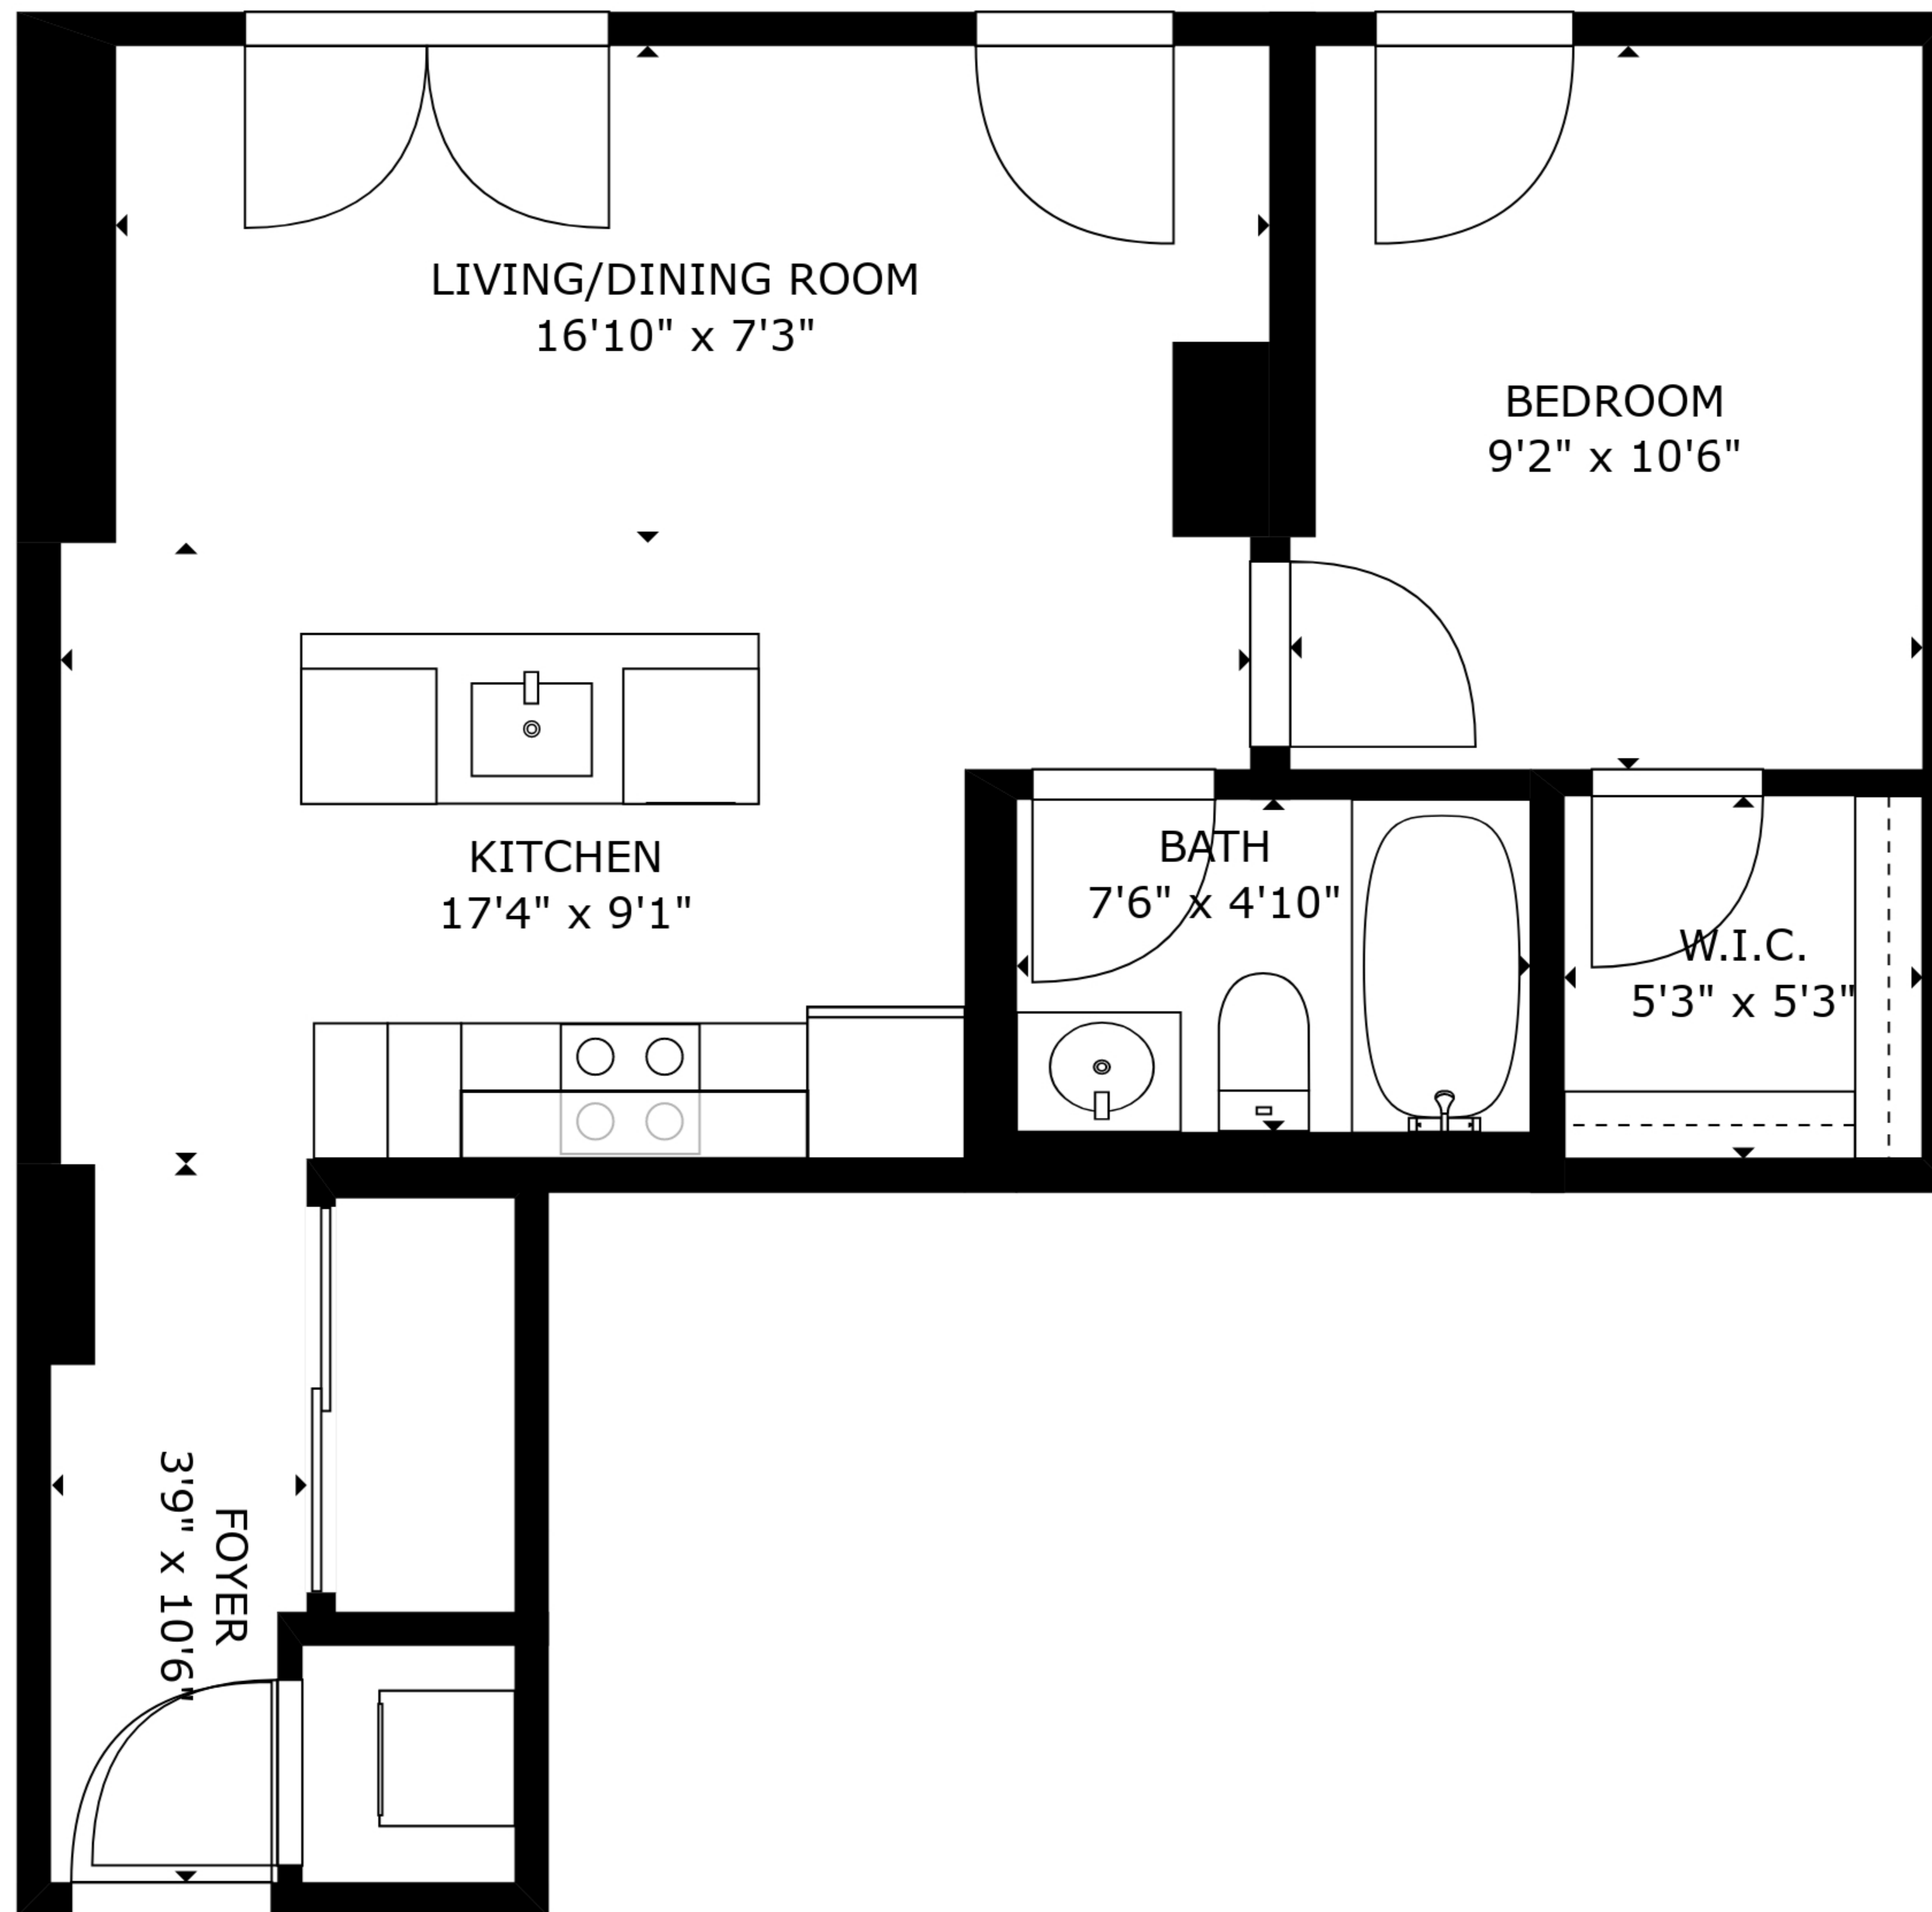 LIVING/DINING ROOM
16'10" x 7'3"
BEDROOM
9'2" x 10'6"
KITCHEN
17'4" x 9'1"
BATH
7'6" x 4'10"
W.I.C.
5'3" x 5'3"
FOYER
3'9" x 10'6"